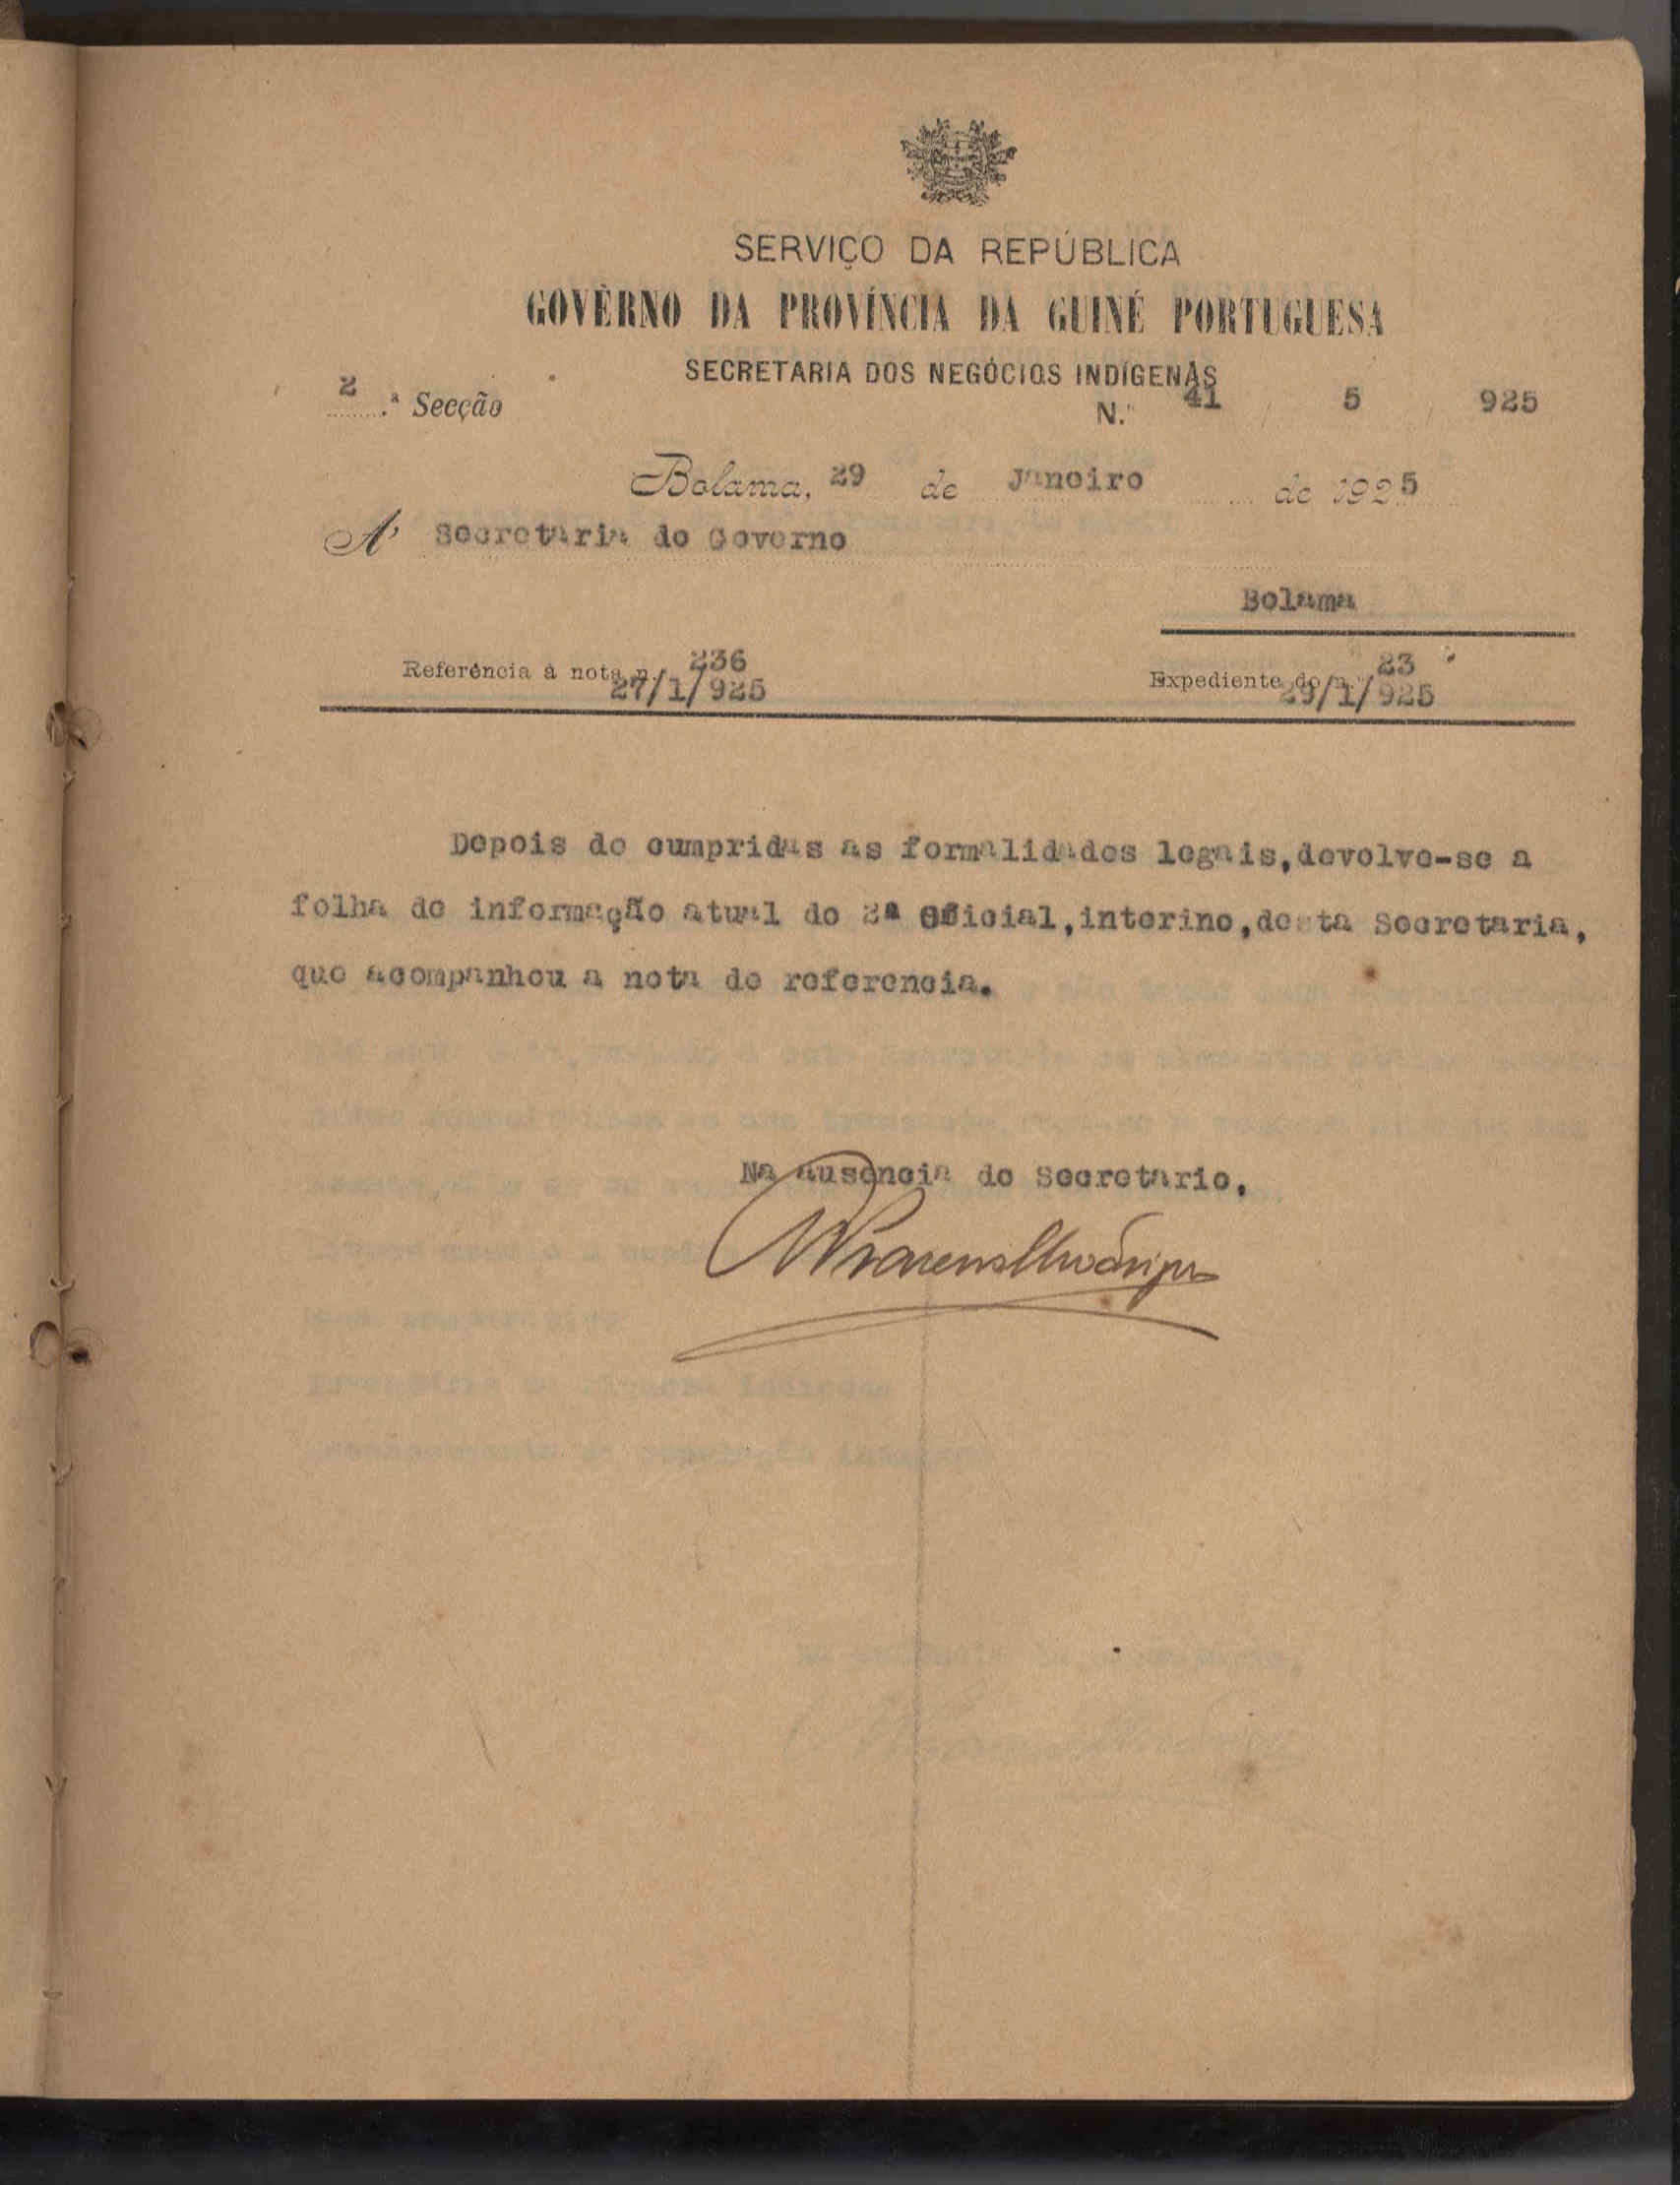 SERVIÇO DA REPÚBLICA
GOVÊRNO DA PROVÍNCIA DA GUINÉ PORTUGUESA
SECRETARIA DOS NEGÓCIOS INDÍGENAS
2.ª Secção
N.º 41 / 5 / 925
Bolama, 29 de Janeiro de 1925
A' Secretaria do Governo
Bolama
Referência à nota n.º 236
27/1/925
Expediente do n.º 23
29/1/925
Depois de cumpridas as formalidades legais,devolve-se a
folha de informação atual do 2ª Oficial,interino,desta Secretaria,
que acompanhou a nota de referencia.
Na ausencia do Secretario,